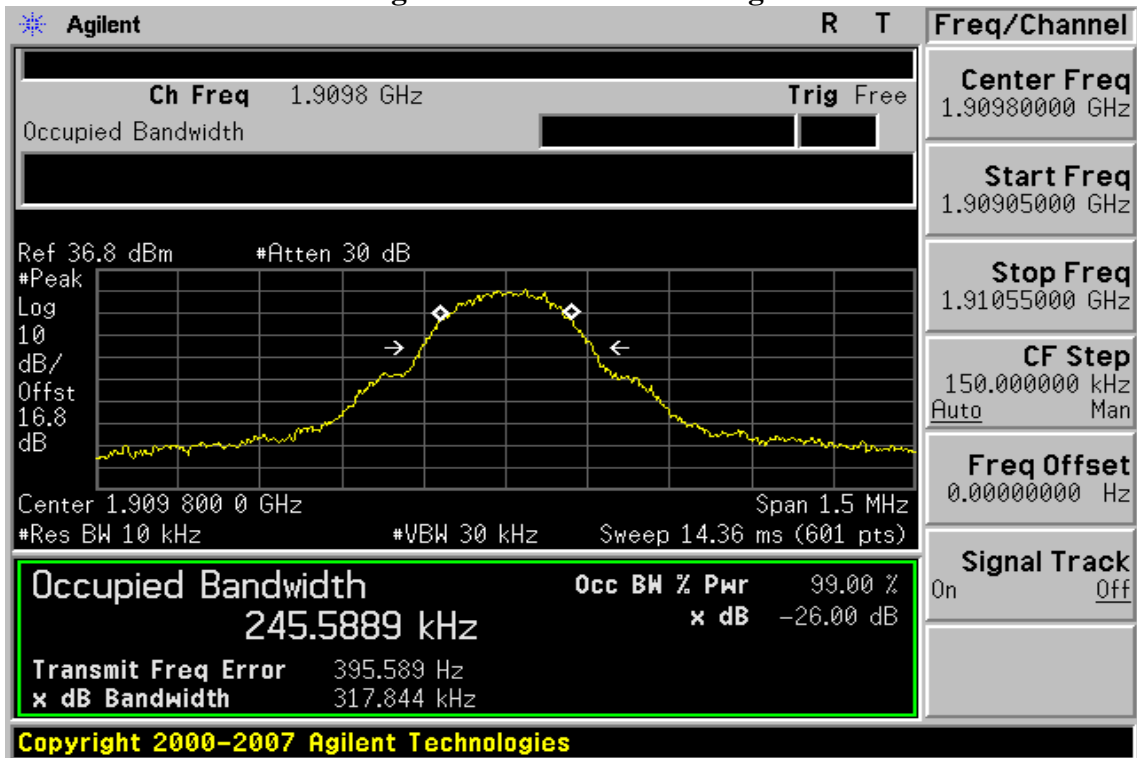 Agilent R T
Ch Freq 1.9098 GHz Trig Free
Occupied Bandwidth
Ref 36.8 dBm #Atten 30 dB
#Peak
Log
10
dB/
Offst
16.8
dB
Center 1.909 800 0 GHz Span 1.5 MHz
#Res BW 10 kHz #VBW 30 kHz Sweep 14.36 ms (601 pts)
Occupied Bandwidth
245.5889 kHz
Occ BW % Pwr 99.00 %
x dB -26.00 dB
Transmit Freq Error 395.589 Hz
x dB Bandwidth 317.844 kHz
Copyright 2000-2007 Agilent Technologies
Freq/Channel
Center Freq
1.90980000 GHz
Start Freq
1.90905000 GHz
Stop Freq
1.91055000 GHz
CF Step
150.000000 kHz
Auto Man
Freq Offset
0.00000000 Hz
Signal Track
On Off